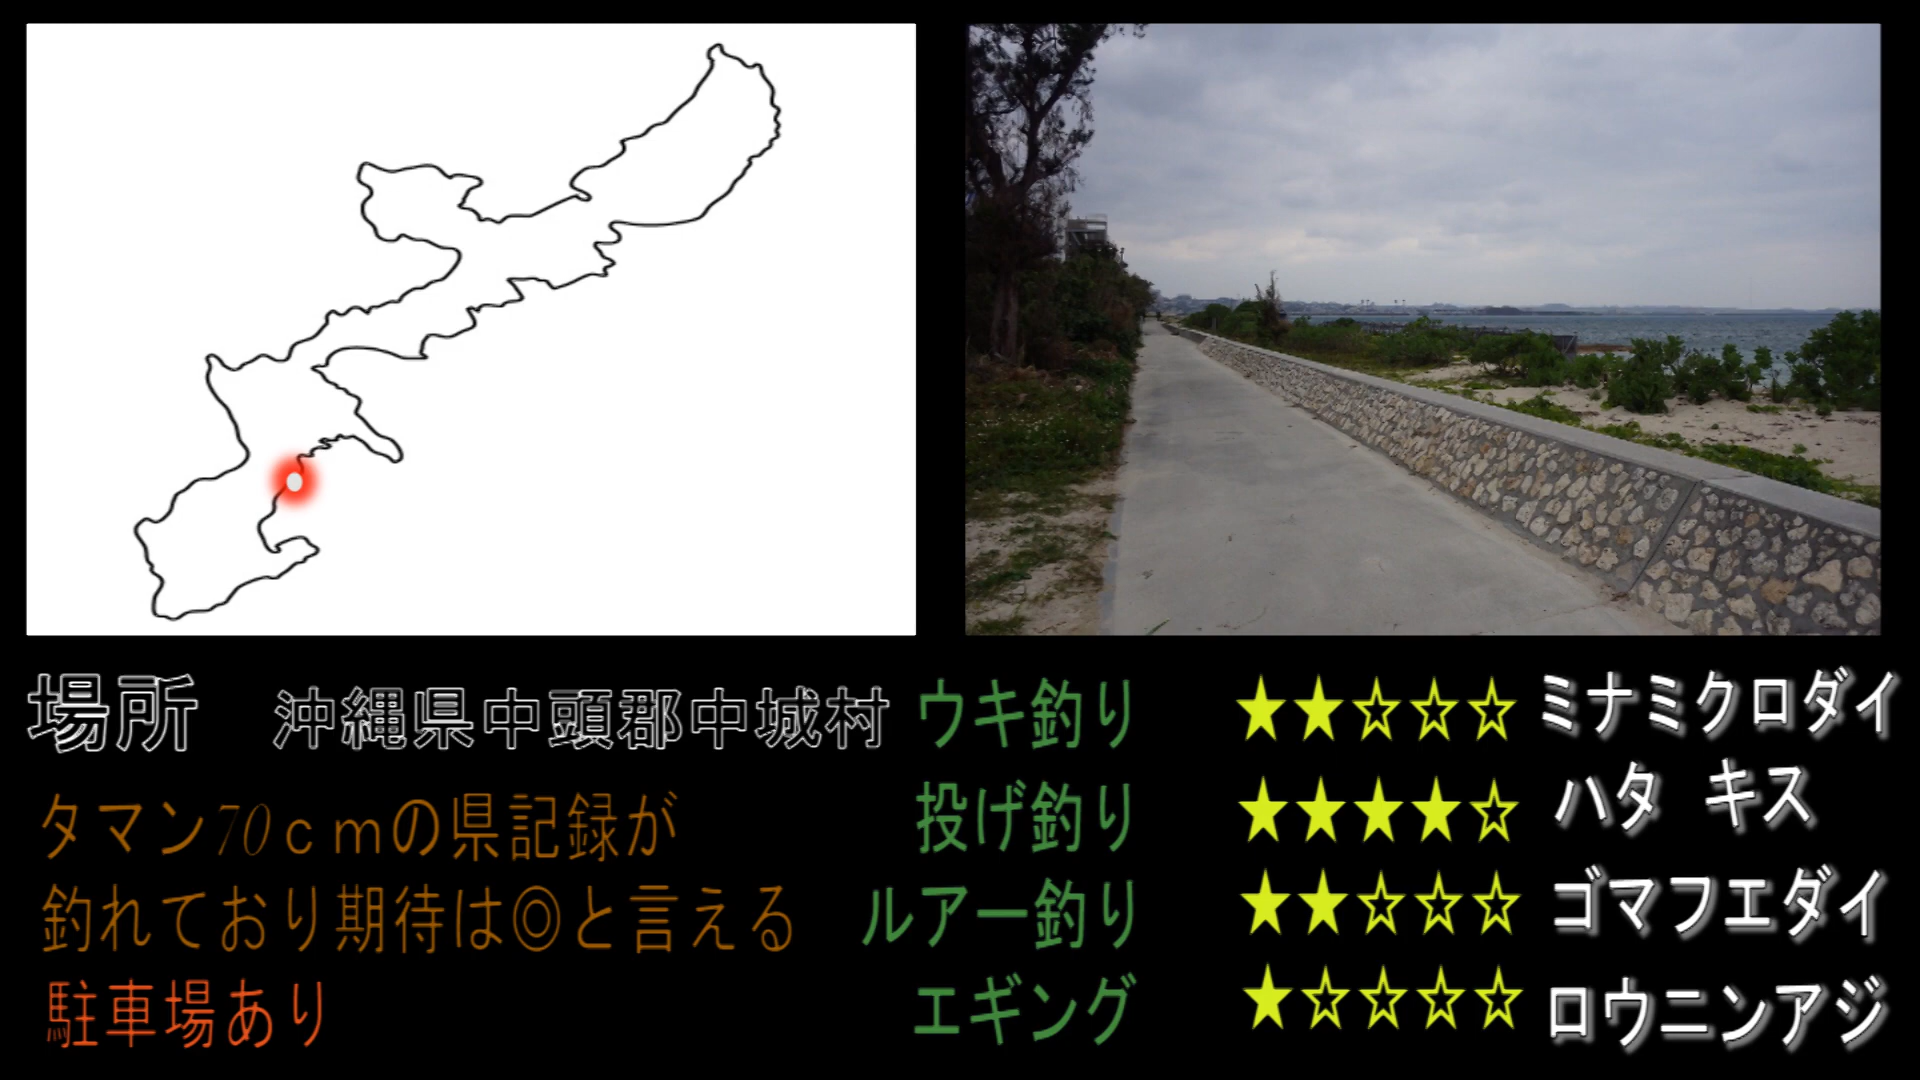 場所 沖縄県中頭郡中城村
タマン70ｃｍの県記録が
釣れており期待は◎と言える
駐車場あり
ウキ釣り ★★☆☆☆ ミナミクロダイ
投げ釣り ★★★★☆ ハタ キス
ルアー釣り ★★☆☆☆ ゴマフエダイ
エギング ★☆☆☆☆ ロウニンアジ